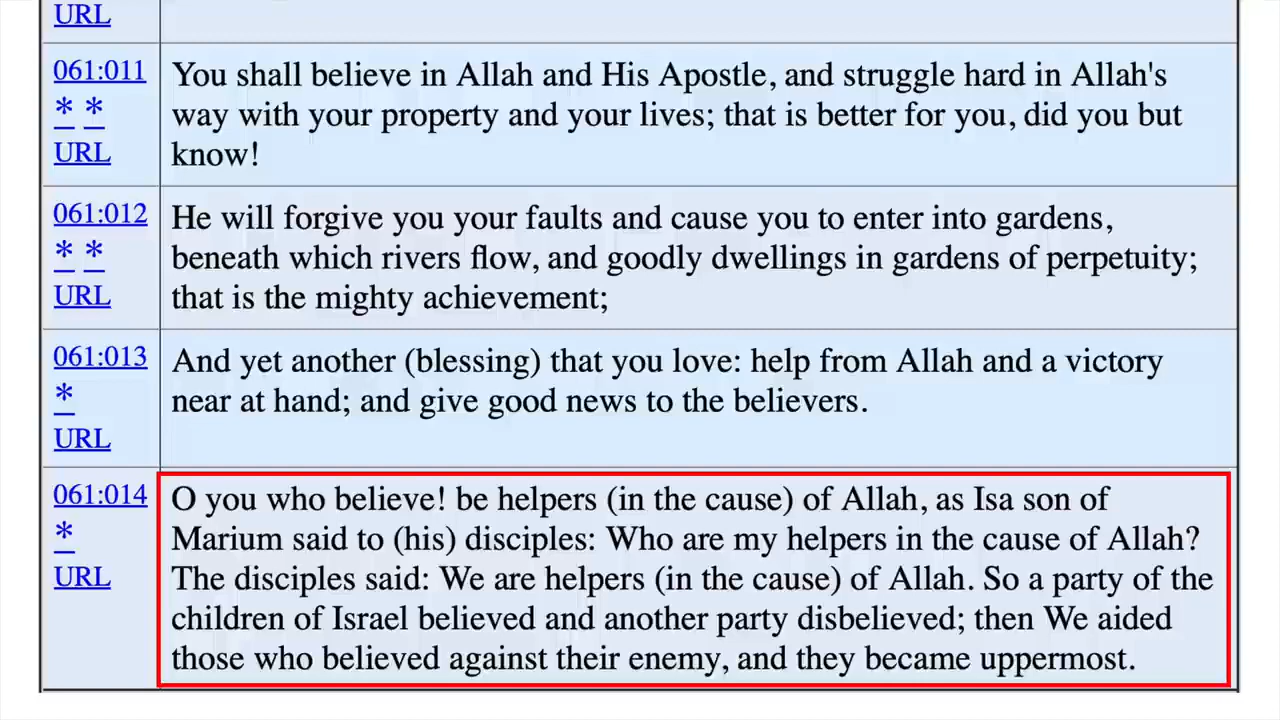 URL
061:011
* *
URL
You shall believe in Allah and His Apostle, and struggle hard in Allah's
way with your property and your lives; that is better for you, did you but
know!
061:012
* *
URL
He will forgive you your faults and cause you to enter into gardens,
beneath which rivers flow, and goodly dwellings in gardens of perpetuity;
that is the mighty achievement;
061:013
*
URL
And yet another (blessing) that you love: help from Allah and a victory
near at hand; and give good news to the believers.
061:014
*
URL
O you who believe! be helpers (in the cause) of Allah, as Isa son of
Marium said to (his) disciples: Who are my helpers in the cause of Allah?
The disciples said: We are helpers (in the cause) of Allah. So a party of the
children of Israel believed and another party disbelieved; then We aided
those who believed against their enemy, and they became uppermost.